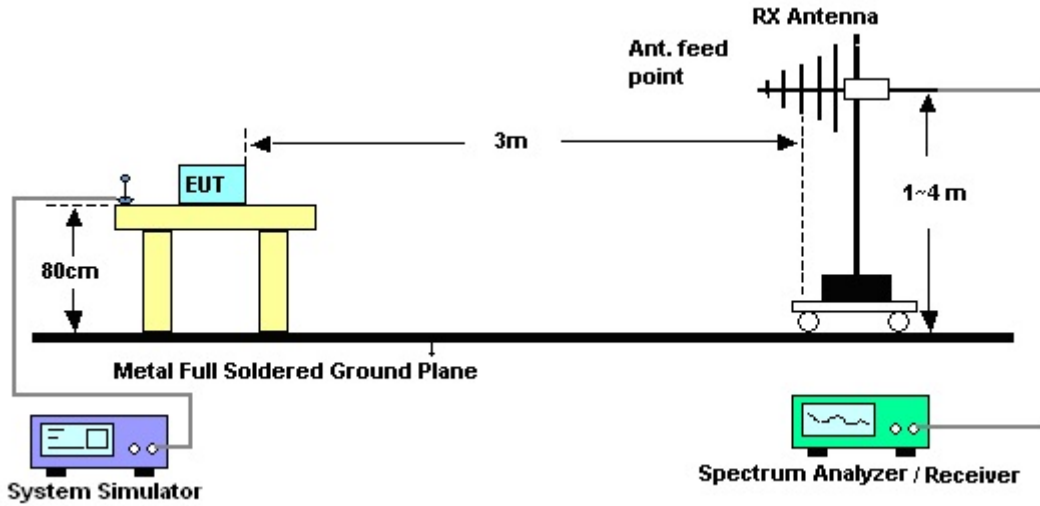 RX Antenna
Ant. feed
point
3m
EUT
1~4 m
80cm
Metal Full Soldered Ground Plane
System Simulator
Spectrum Analyzer / Receiver